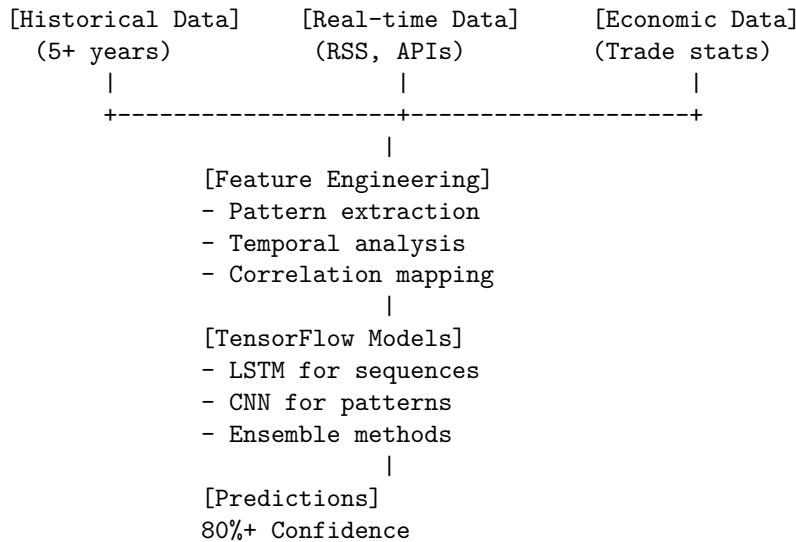 [Historical Data] [Real-time Data] [Economic Data]
(5+ years) (RSS, APIs) (Trade stats)
| | |
+--------------------+--------------------+
|
[Feature Engineering]
- Pattern extraction
- Temporal analysis
- Correlation mapping
|
[TensorFlow Models]
- LSTM for sequences
- CNN for patterns
- Ensemble methods
|
[Predictions]
80%+ Confidence